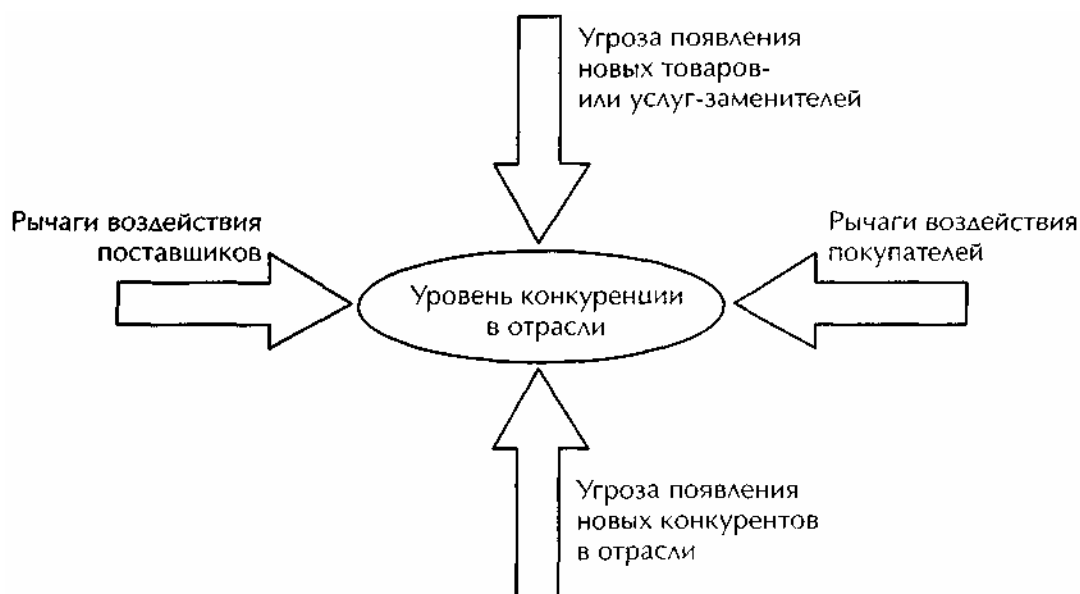 Угроза появления
новых товаров-
или услуг-заменителей
Рычаги воздействия
поставщиков
Рычаги воздействия
покупателей
Уровень конкуренции
в отрасли
Угроза появления
новых конкурентов
в отрасли